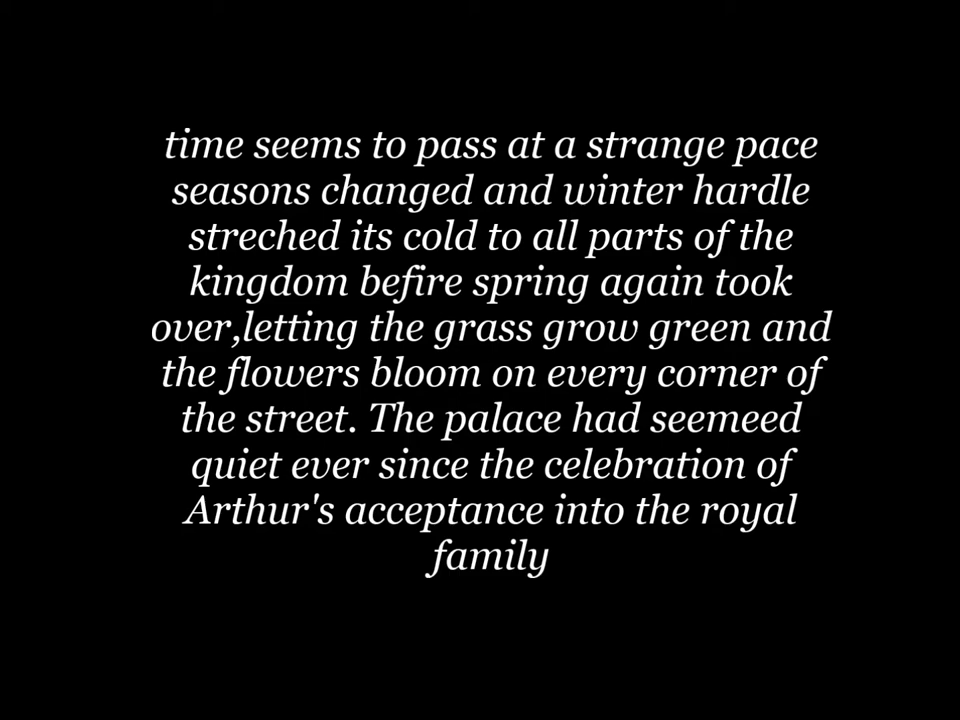 time seems to pass at a strange pace
seasons changed and winter hardle
streched its cold to all parts of the
kingdom befire spring again took
over,letting the grass grow green and
the flowers bloom on every corner of
the street. The palace had seemeed
quiet ever since the celebration of
Arthur's acceptance into the royal
family